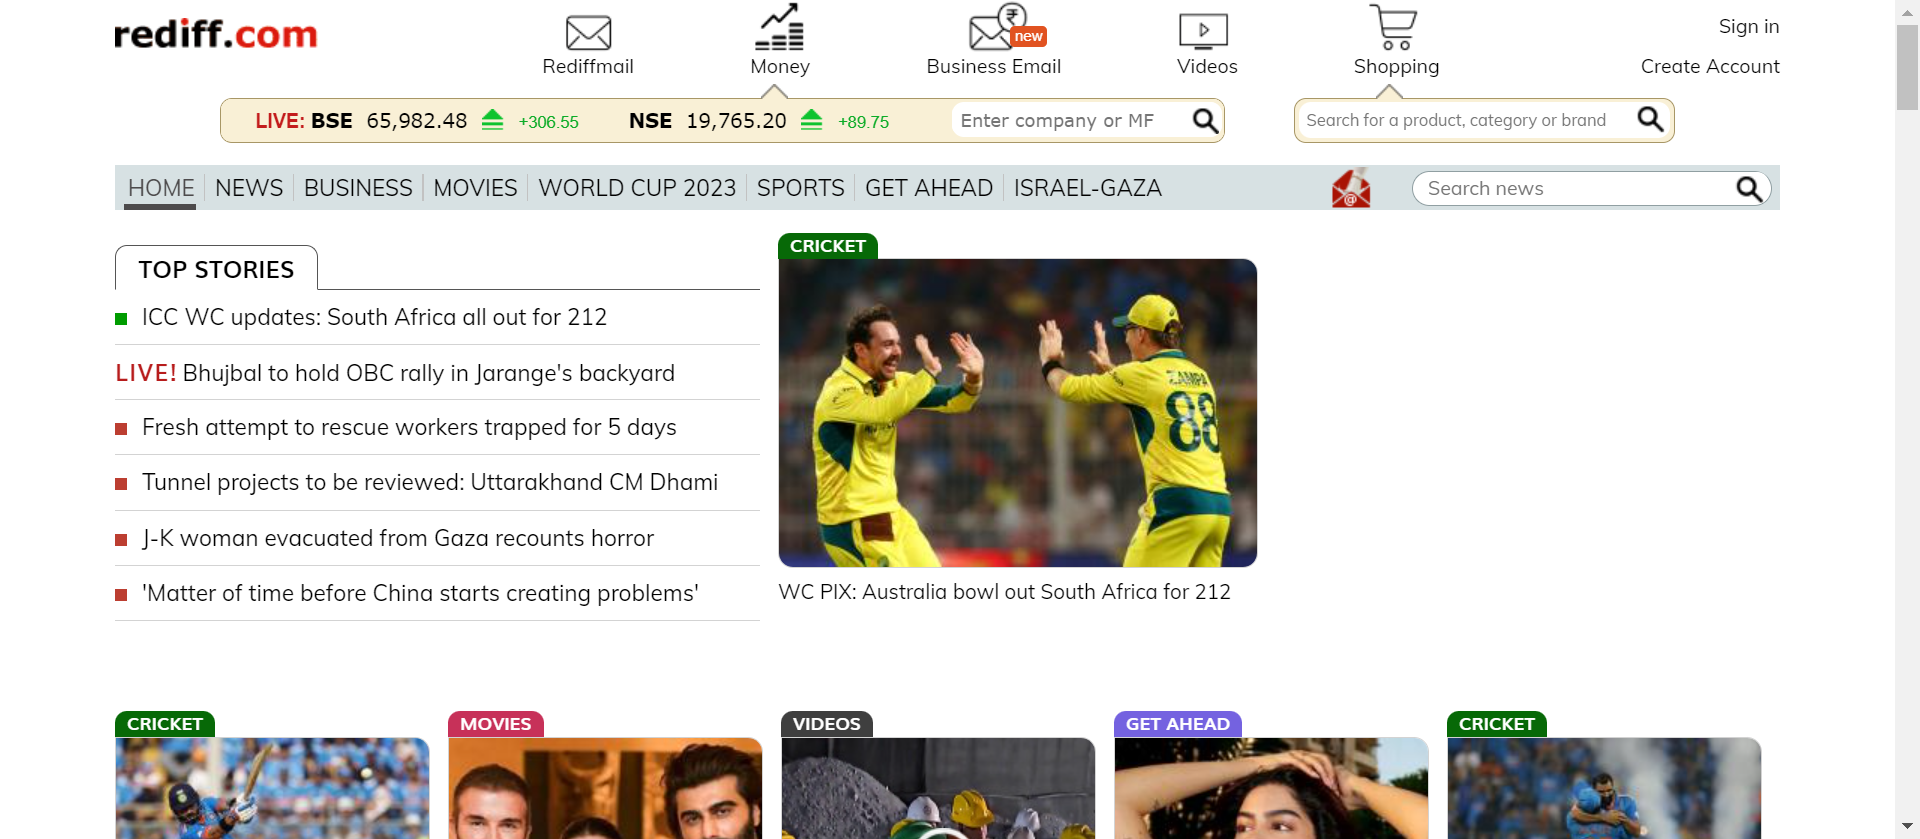 rediff.com
Rediffmail
Money
new
Business Email
Videos
Shopping
Sign in
Create Account
LIVE: BSE 65,982.48 +306.55 NSE 19,765.20 +89.75
Enter company or MF
Search for a product, category or brand
HOME NEWS BUSINESS MOVIES WORLD CUP 2023 SPORTS GET AHEAD ISRAEL-GAZA
@
Search news
TOP STORIES
ICC WC updates: South Africa all out for 212
LIVE! Bhujbal to hold OBC rally in Jarange's backyard
Fresh attempt to rescue workers trapped for 5 days
Tunnel projects to be reviewed: Uttarakhand CM Dhami
J-K woman evacuated from Gaza recounts horror
'Matter of time before China starts creating problems'
CRICKET
ZAMPA
88
WC PIX: Australia bowl out South Africa for 212
CRICKET
MOVIES
VIDEOS
GET AHEAD
CRICKET